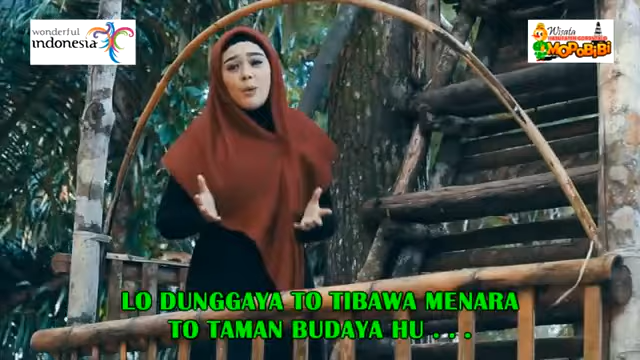 wonderful
indonesia
Wisata
MOPOBIBI
LO DUNGGAYA TO TIBAWA MENARA
TO TAMAN BUDAYA HU . . .